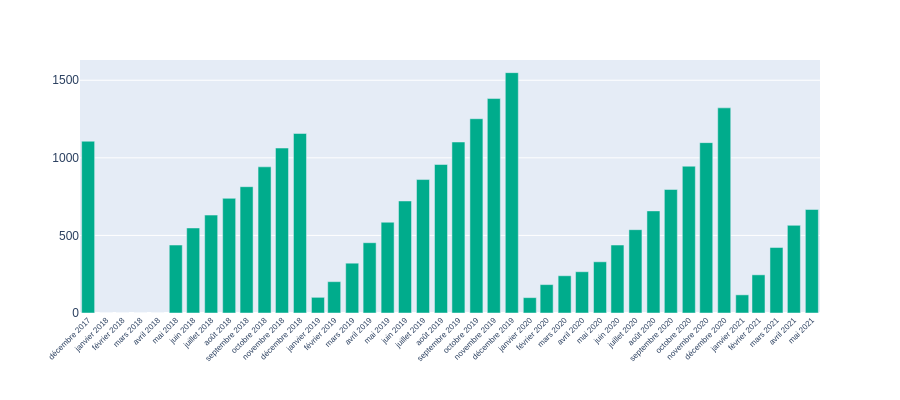 1500
1000
500
0
décembre 2017
janvier 2018
février 2018
mars 2018
avril 2018
mai 2018
juin 2018
juillet 2018
août 2018
septembre 2018
octobre 2018
novembre 2018
décembre 2018
janvier 2019
février 2019
mars 2019
avril 2019
mai 2019
juin 2019
juillet 2019
août 2019
septembre 2019
octobre 2019
novembre 2019
décembre 2019
janvier 2020
février 2020
mars 2020
avril 2020
mai 2020
juin 2020
juillet 2020
août 2020
septembre 2020
octobre 2020
novembre 2020
décembre 2020
janvier 2021
février 2021
mars 2021
avril 2021
mai 2021